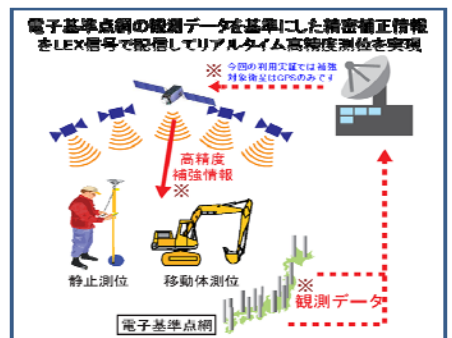 電子基準点網の観測データを基準にした精密補正情報
をLEX信号で配信してリアルタイム高精度測位を実現
※ 今回の利用実証では補強
対象衛星はGPSのみです
高精度
補強情報
※
静止測位
移動体測位
※
観測データ
電子基準点網